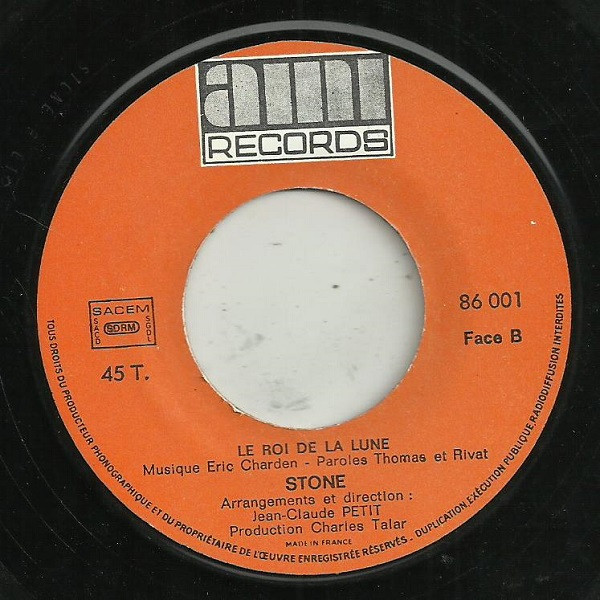 ami
RECORDS
SACEM
SACD
SDRM
SGDL
45 T.
86 001
Face B
LE ROI DE LA LUNE
Musique Eric Charden - Paroles Thomas et Rivat
STONE
Arrangements et direction :
Jean-Claude PETIT
Production Charles Talar
MADE IN FRANCE
TOUS DROITS DU PRODUCTEUR PHONOGRAPHIQUE ET DU PROPRIÉTAIRE DE L'ŒUVRE ENREGISTRÉE RÉSERVÉS - DUPLICATION, EXÉCUTION PUBLIQUE, RADIODIFFUSION INTERDITES